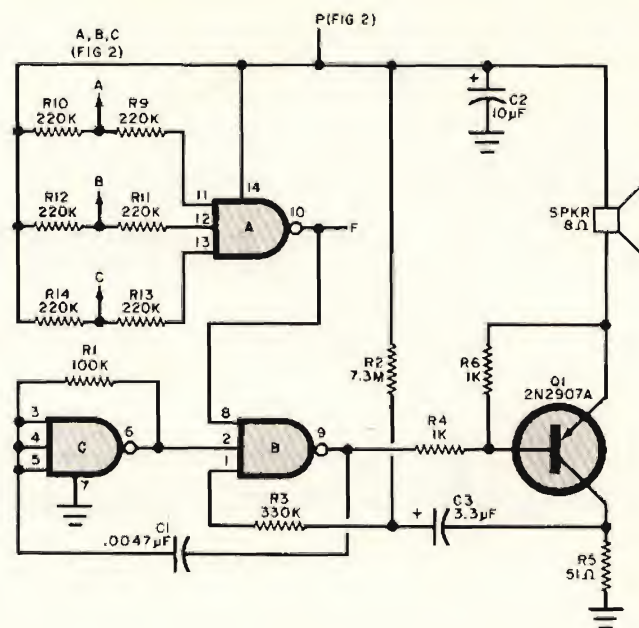 A, B, C
(FIG 2)
P(FIG 2)
A
R10
220K
R9
220K
+
C2
10µF
B
R12
220K
R11
220K
11
14
12
13
A
10
F
SPKR
8Ω
C
R14
220K
R13
220K
R1
100K
R2
7.3M
R6
1K
Q1
2N2907A
3
4
5
C
6
7
8
2
1
B
9
R4
1K
R3
330K
+
C3
3.3µF
C1
.0047µF
R5
51Ω